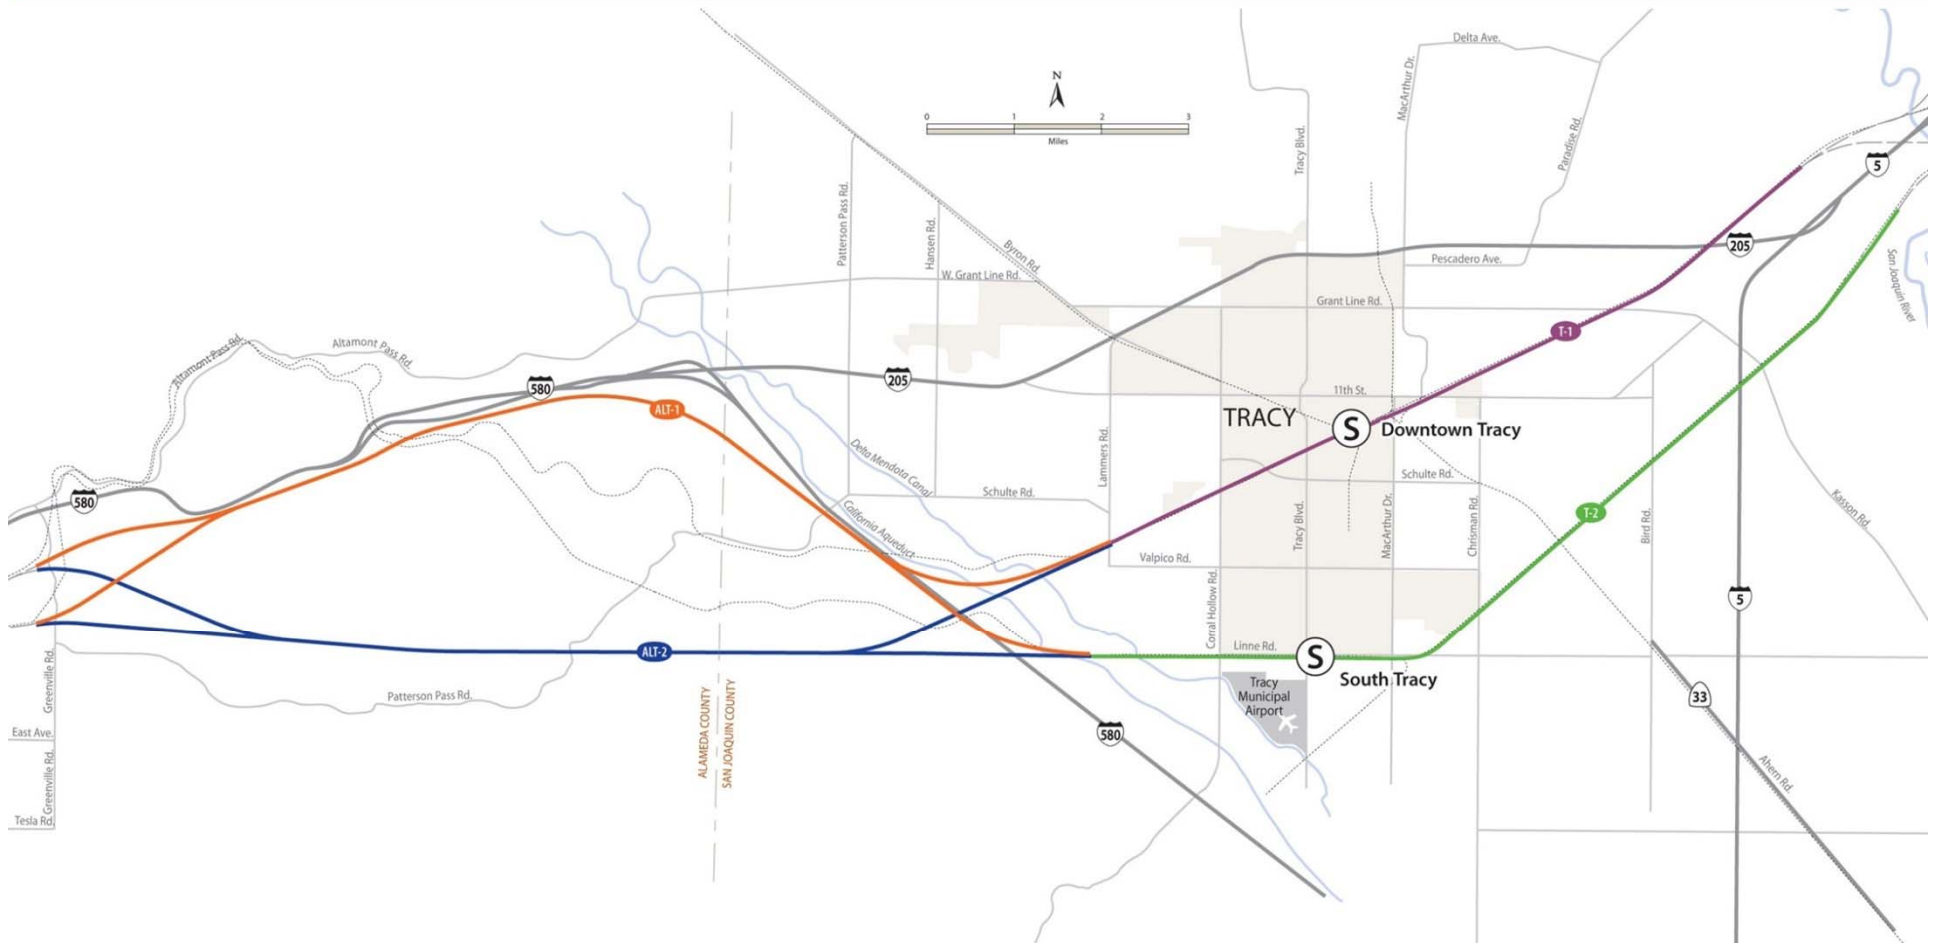 Delta Ave.
N
0 1 2 3
Miles
MacArthur Dr.
Tracy Blvd.
Paradise Rd.
5
Patterson Pass Rd.
Hansen Rd.
Byron Rd.
W. Grant Line Rd.
205
Pescadero Ave.
San Joaquin River
Grant Line Rd.
T-1
Altamont Pass Rd.
Altamont Pass Rd.
580
205
ALT-1
11th St.
TRACY
S
Downtown Tracy
Lammers Rd.
Delta Mendota Canal
Schulte Rd.
Schulte Rd.
580
California Aqueduct
Tracy Blvd.
MacArthur Dr.
Chrisman Rd.
T-2
Bird Rd.
Kasson Rd.
Valpico Rd.
Corral Hollow Rd.
5
Linne Rd.
ALT-2
S
South Tracy
Greenville Rd.
Patterson Pass Rd.
Tracy
Municipal
Airport
33
ALAMEDA COUNTY
SAN JOAQUIN COUNTY
East Ave.
580
Greenville Rd.
Ahern Rd.
Tesla Rd.